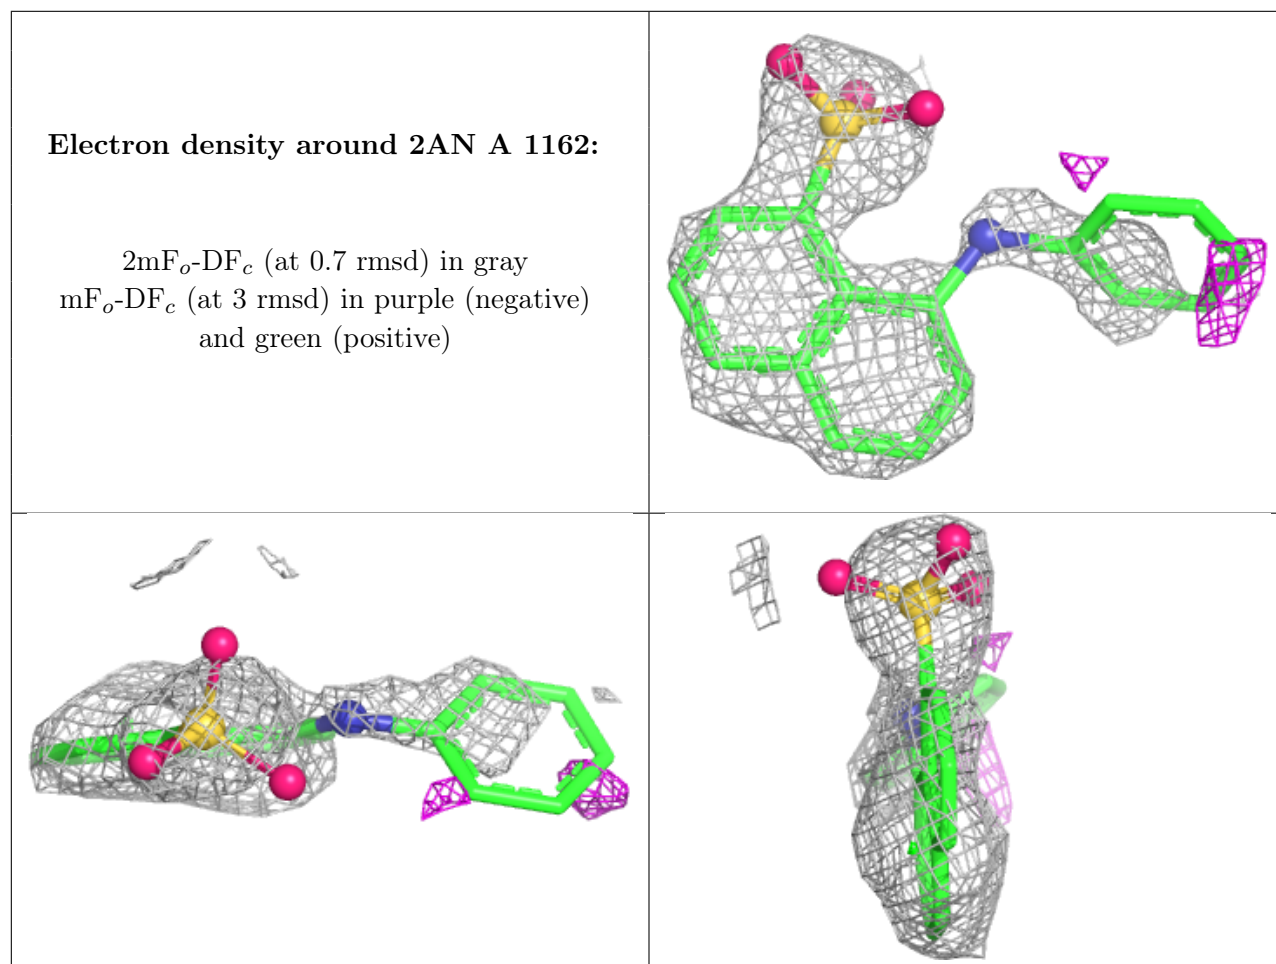 Electron density around 2AN A 1162:
2mFo-DFc (at 0.7 rmsd) in gray
mFo-DFc (at 3 rmsd) in purple (negative)
and green (positive)